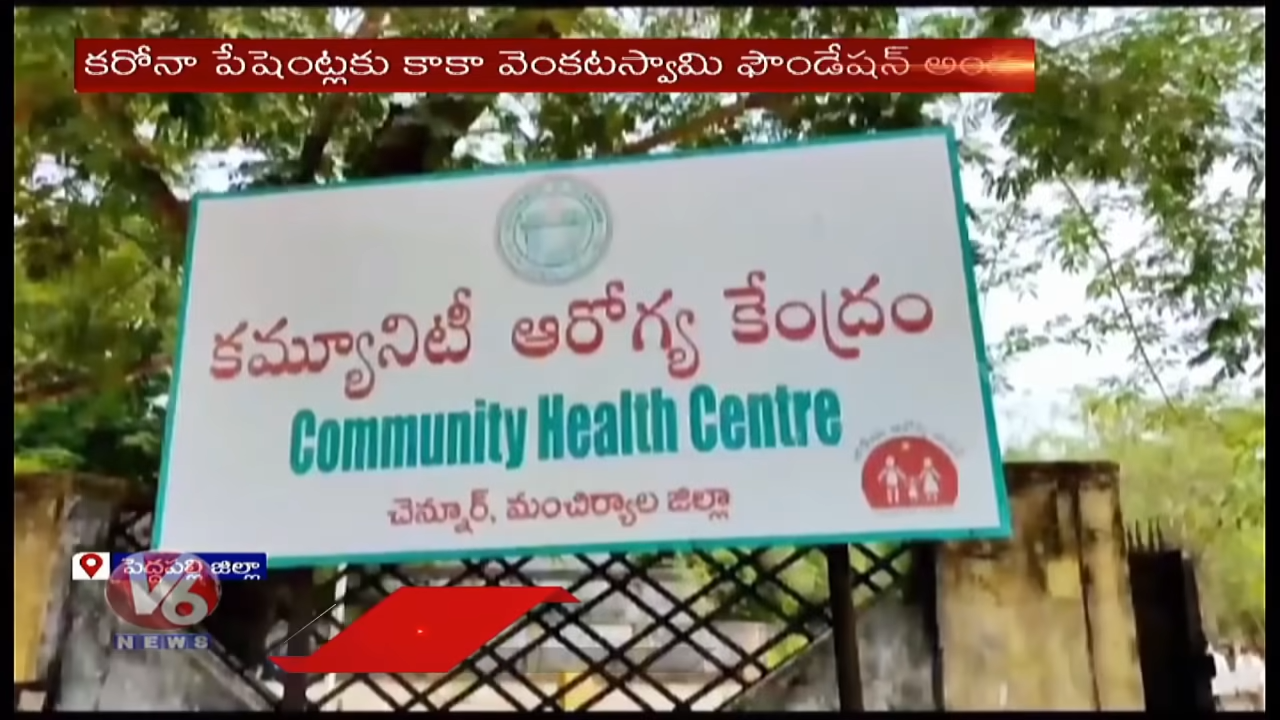 కరోనా పేషెంట్లకు కాకా వెంకటస్వామి ఫౌండేషన్
కమ్యూనిటీ ఆరోగ్య కేంద్రం
Community Health Centre
చెన్నూర్, మంచిర్యాల జిల్లా
పెద్దపల్లి జిల్లా
V6
NEWS